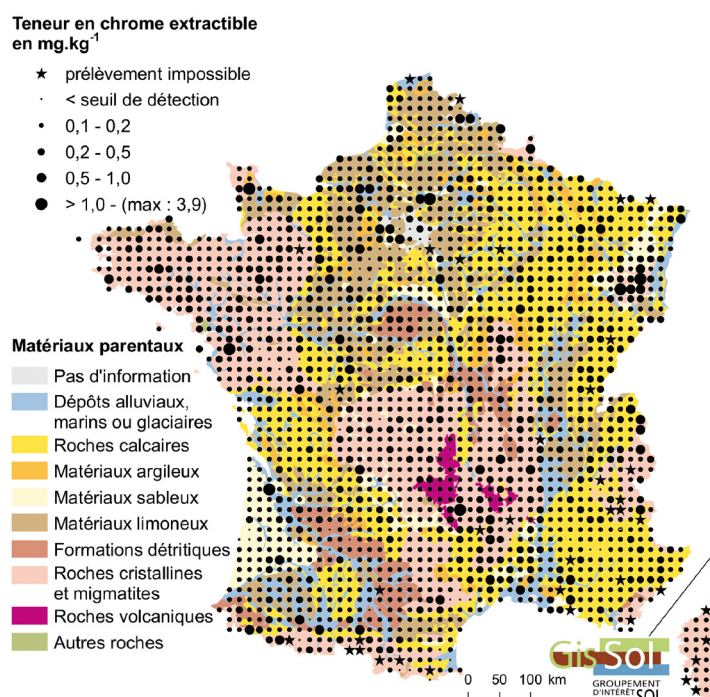 Teneur en chrome extractible
en mg.kg-1
prélèvement impossible
< seuil de détection
0,1 - 0,2
0,2 - 0,5
0,5 - 1,0
> 1,0 - (max : 3,9)
Matériaux parentaux
Pas d'information
Dépôts alluviaux,
marins ou glaciaires
Roches calcaires
Matériaux argileux
Matériaux sableux
Matériaux limoneux
Formations détritiques
Roches cristallines
et migmatites
Roches volcaniques
Autres roches
0 50 100 km
Gis Sol
GROUPEMENT
D'INTÉRÊT
SOL